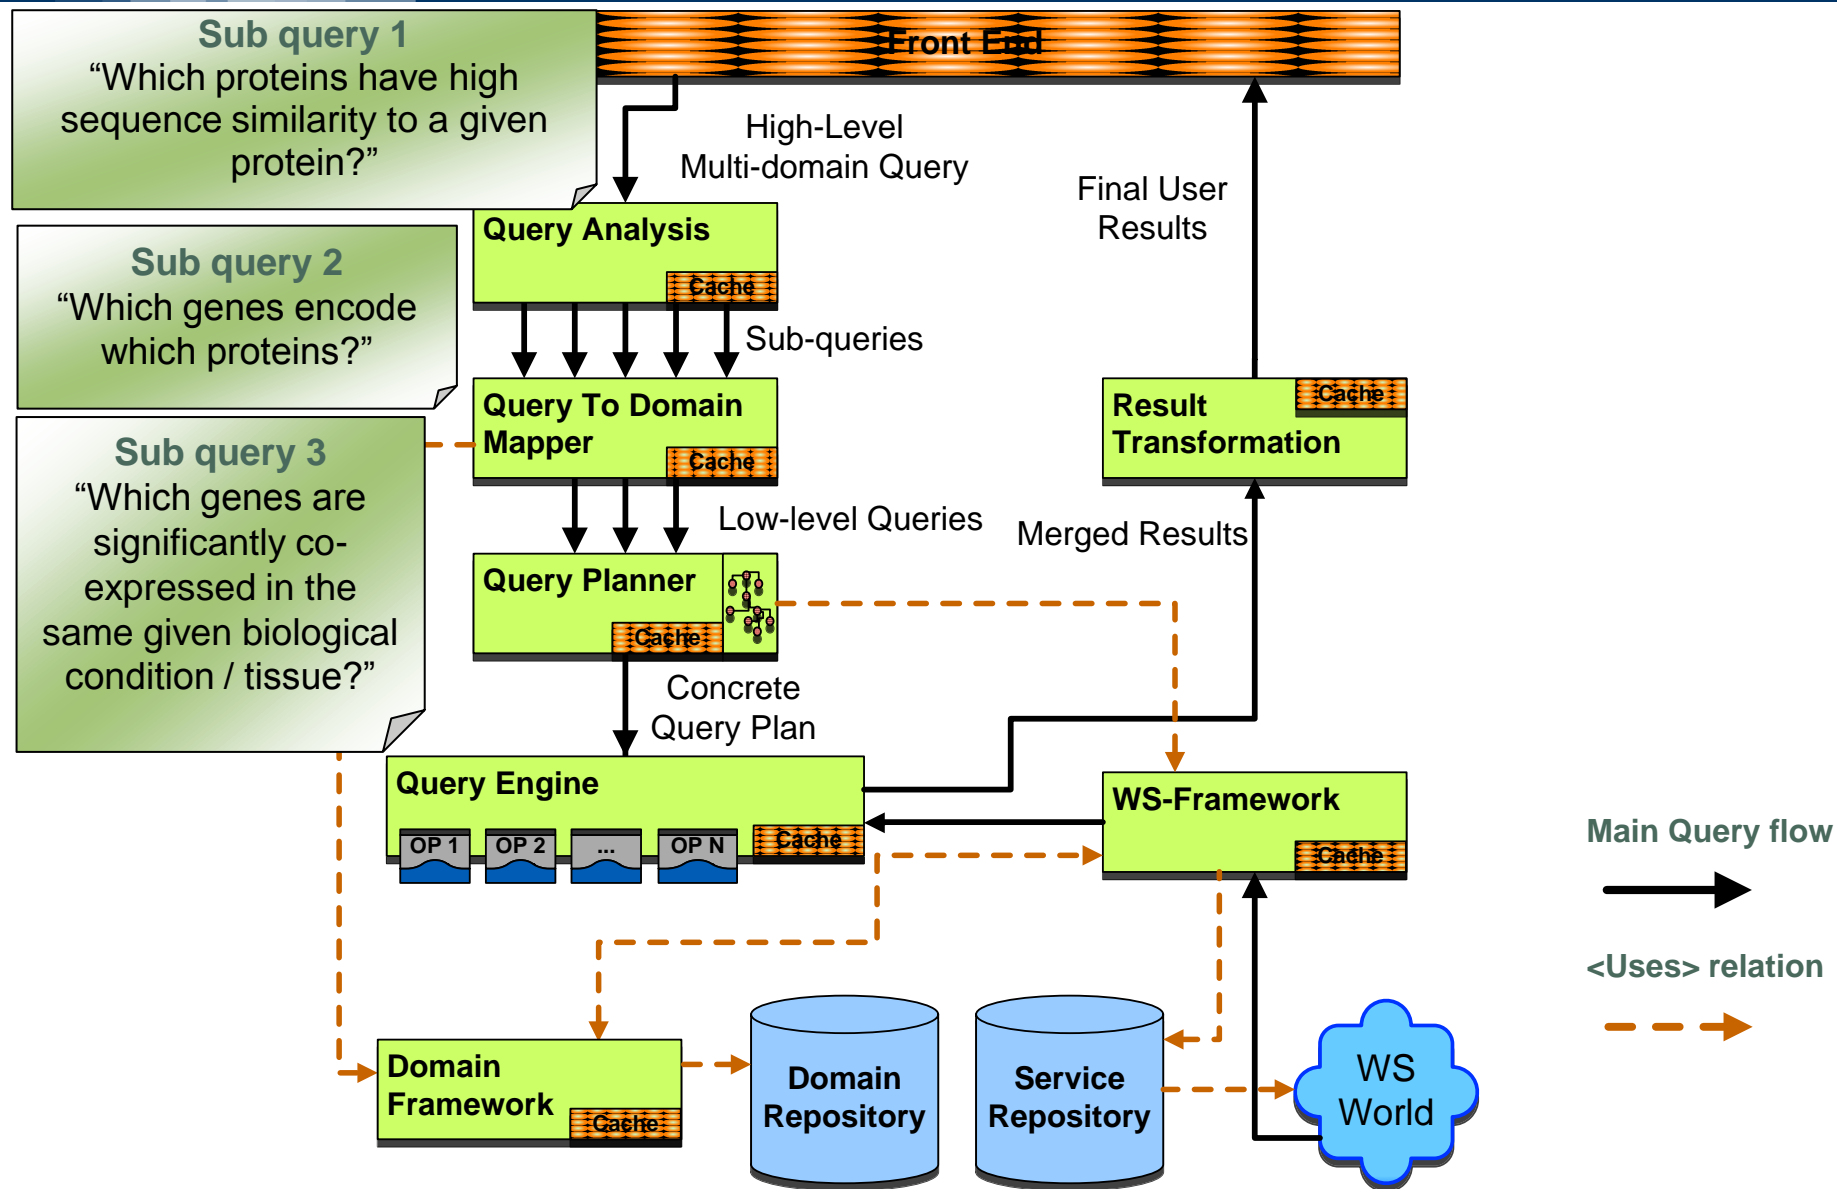 Sub query 1
“Which proteins have high
sequence similarity to a given
protein?”
Front End
High-Level
Multi-domain Query
Final User
Results
Query Analysis
Cache
Sub query 2
“Which genes encode
which proteins?”
Sub-queries
Query To Domain
Mapper
Cache
Result
Transformation
Cache
Sub query 3
“Which genes are
significantly co-
expressed in the
same given biological
condition / tissue?”
Low-level Queries
Merged Results
Query Planner
Cache
Concrete
Query Plan
Query Engine
OP 1
OP 2
...
OP N
Cache
WS-Framework
Cache
Main Query flow
<Uses> relation
Domain
Framework
Cache
Domain
Repository
Service
Repository
WS
World